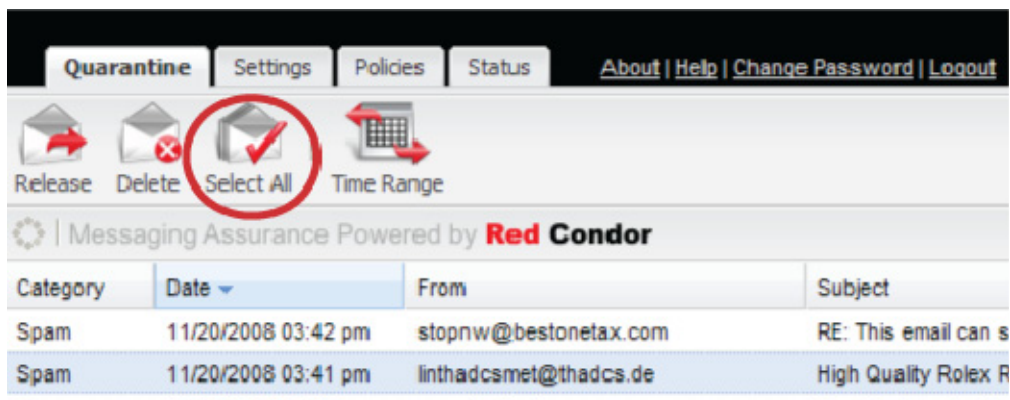 Quarantine Settings Policies Status About | Help | Change Password | Logout
Release Delete Select All Time Range
| Messaging Assurance Powered by Red Condor
Category Date From Subject
Spam 11/20/2008 03:42 pm stopnw@bestonetax.com RE: This email can s
Spam 11/20/2008 03:41 pm linthadcsmet@thadcs.de High Quality Rolex R